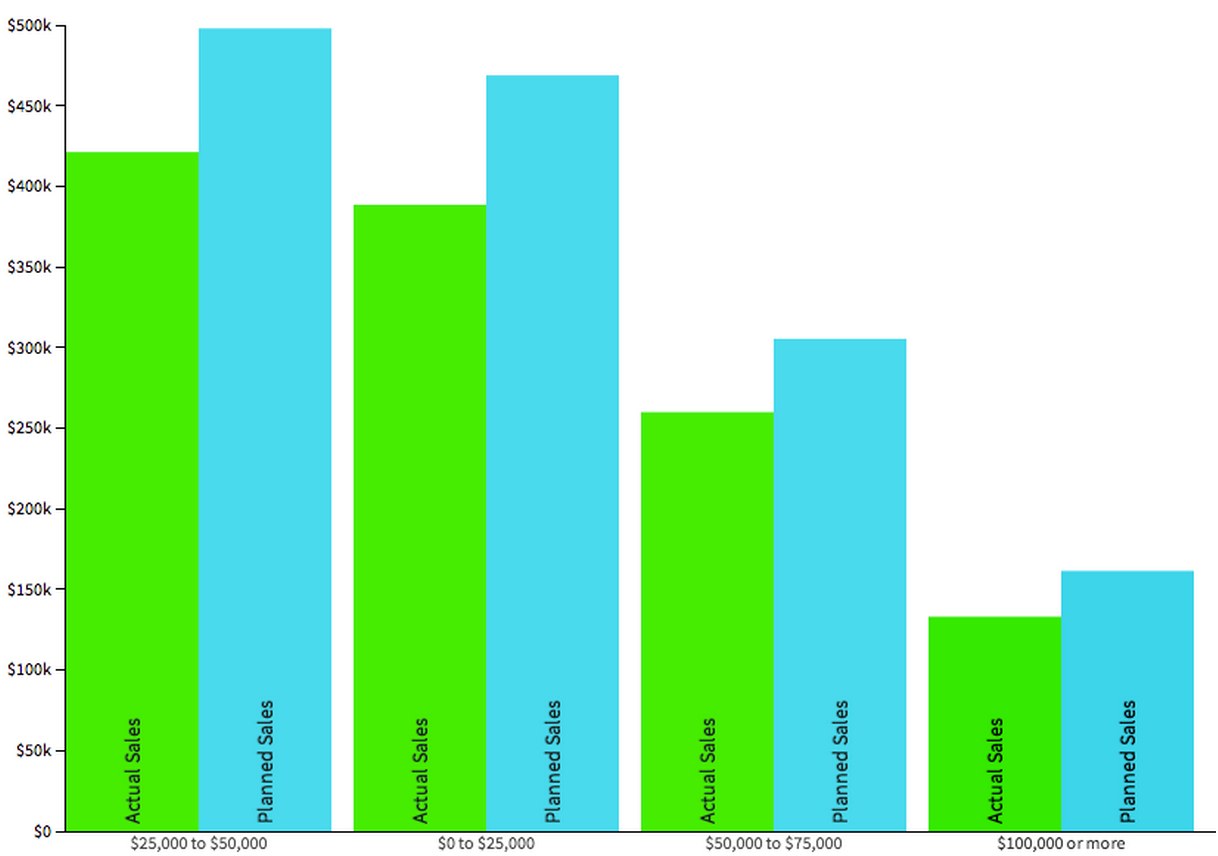 $500k
$450k
$400k
$350k
$300k
$250k
$200k
$150k
$100k
$50k
$0
Actual Sales
Planned Sales
Actual Sales
Planned Sales
Actual Sales
Planned Sales
Actual Sales
Planned Sales
$25,000 to $50,000
$0 to $25,000
$50,000 to $75,000
$100,000 or more